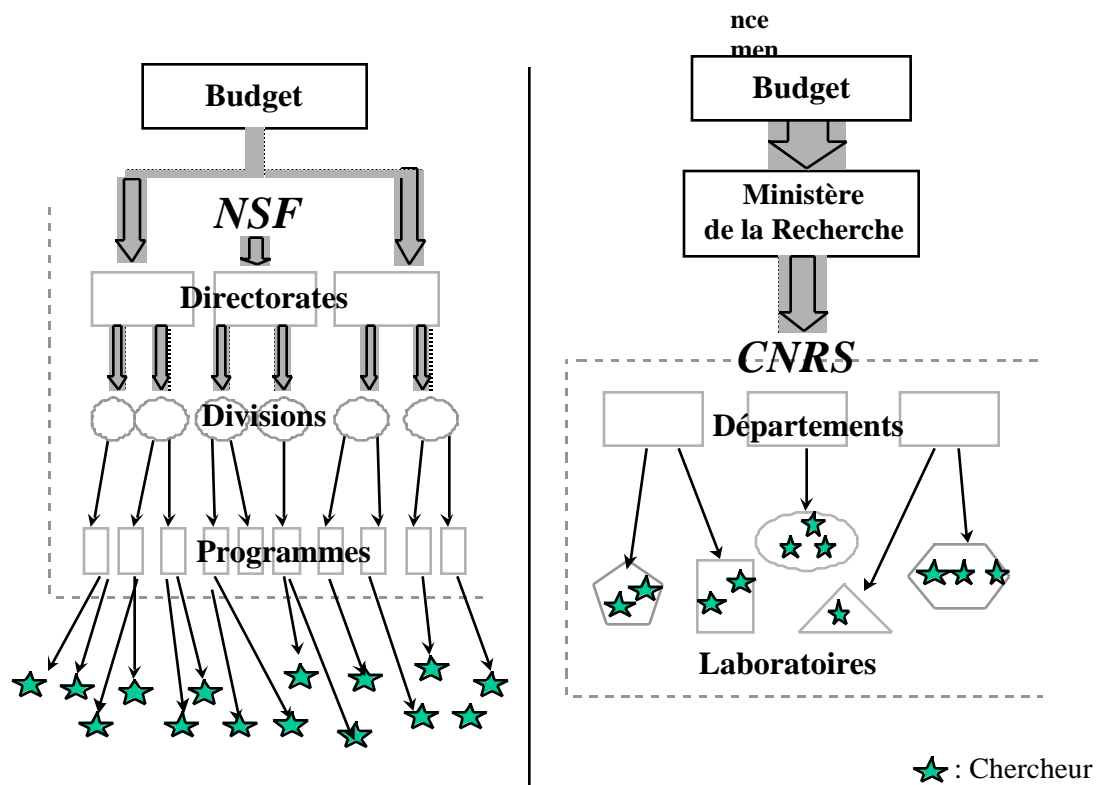 Budget
NSF
Directorates
Divisions
Programmes
nce
men
Budget
Ministère
de la Recherche
CNRS
Départements
Laboratoires
: Chercheur